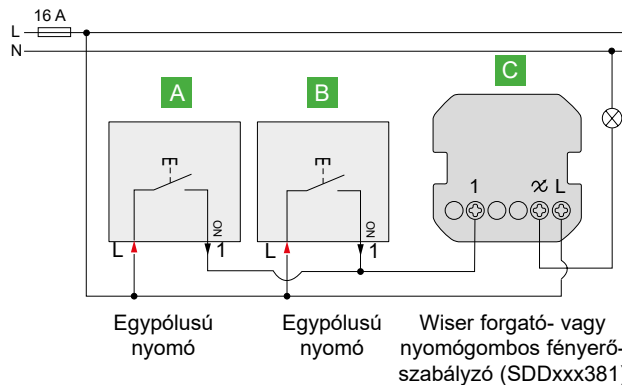 16 A
L
N
A
B
C
E
E
NO
NO
1
L
L
1
L
1
Egypólusú
nyomó
Egypólusú
nyomó
Wiser forgató- vagy
nyomógombos fényerő-
szabályzó (SDDxxx381)